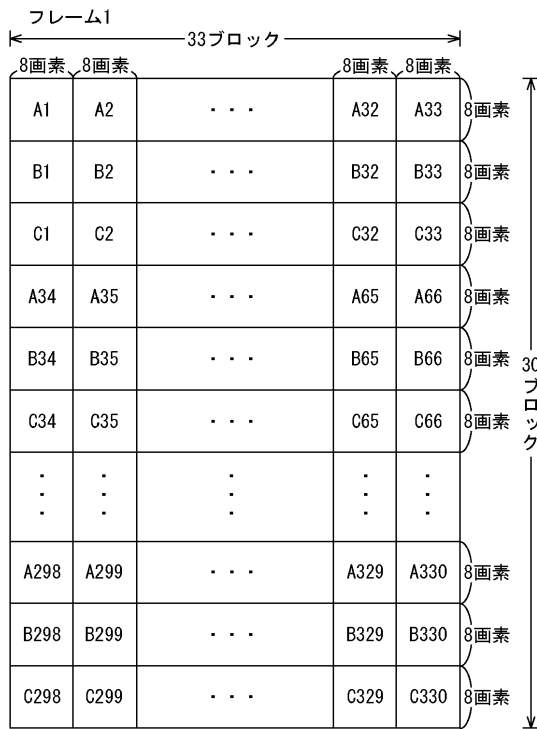 フレーム1
33ブロック
8画素 8画素 8画素 8画素
A1 A2 ・・・ A32 A33 8画素
B1 B2 ・・・ B32 B33 8画素
C1 C2 ・・・ C32 C33 8画素
A34 A35 ・・・ A65 A66 8画素
B34 B35 ・・・ B65 B66 8画素
C34 C35 ・・・ C65 C66 8画素
A298 A299 ・・・ A329 A330 8画素
B298 B299 ・・・ B329 B330 8画素
C298 C299 ・・・ C329 C330 8画素
30ブロック